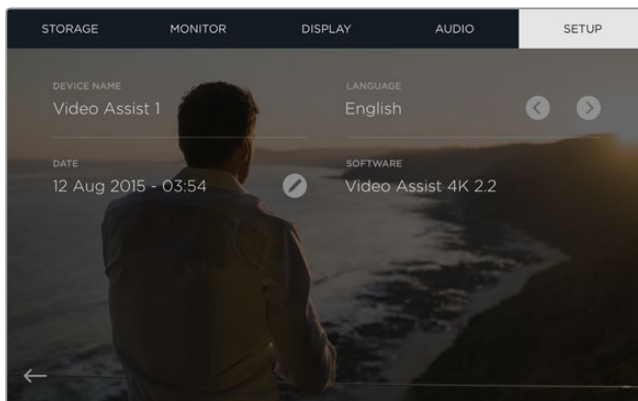 STORAGE MONITOR DISPLAY AUDIO SETUP
DEVICE NAME LANGUAGE
Video Assist 1 English
DATE SOFTWARE
12 Aug 2015 - 03:54 Video Assist 4K 2.2